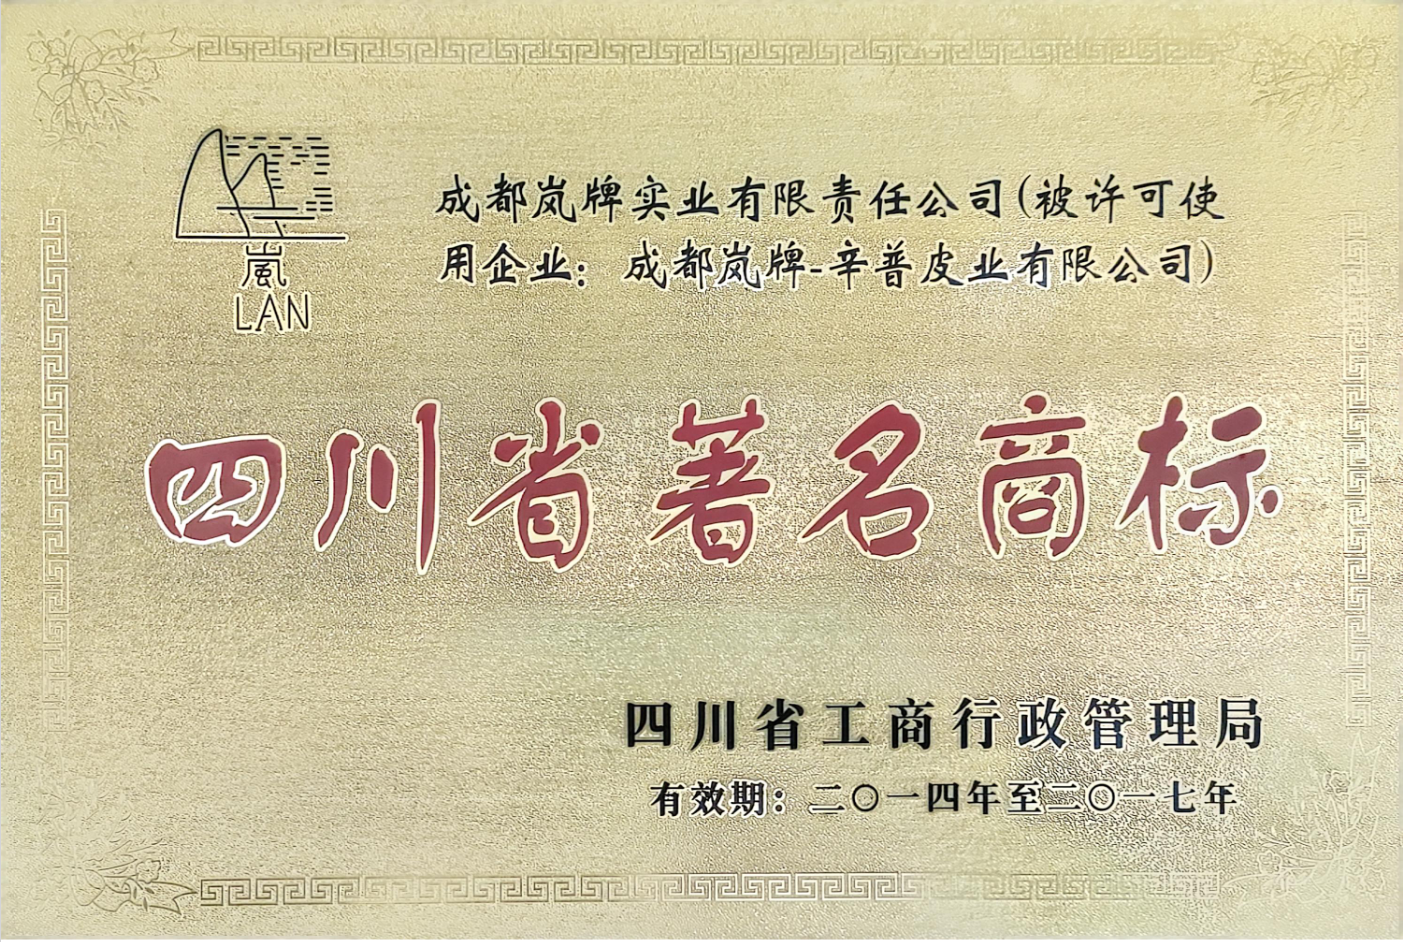 嵐
LAN
成都岚牌实业有限责任公司(被许可使
用企业：成都岚牌-辛普皮业有限公司)
四川省著名商标
四川省工商行政管理局
有效期：二〇一四年至二〇一七年